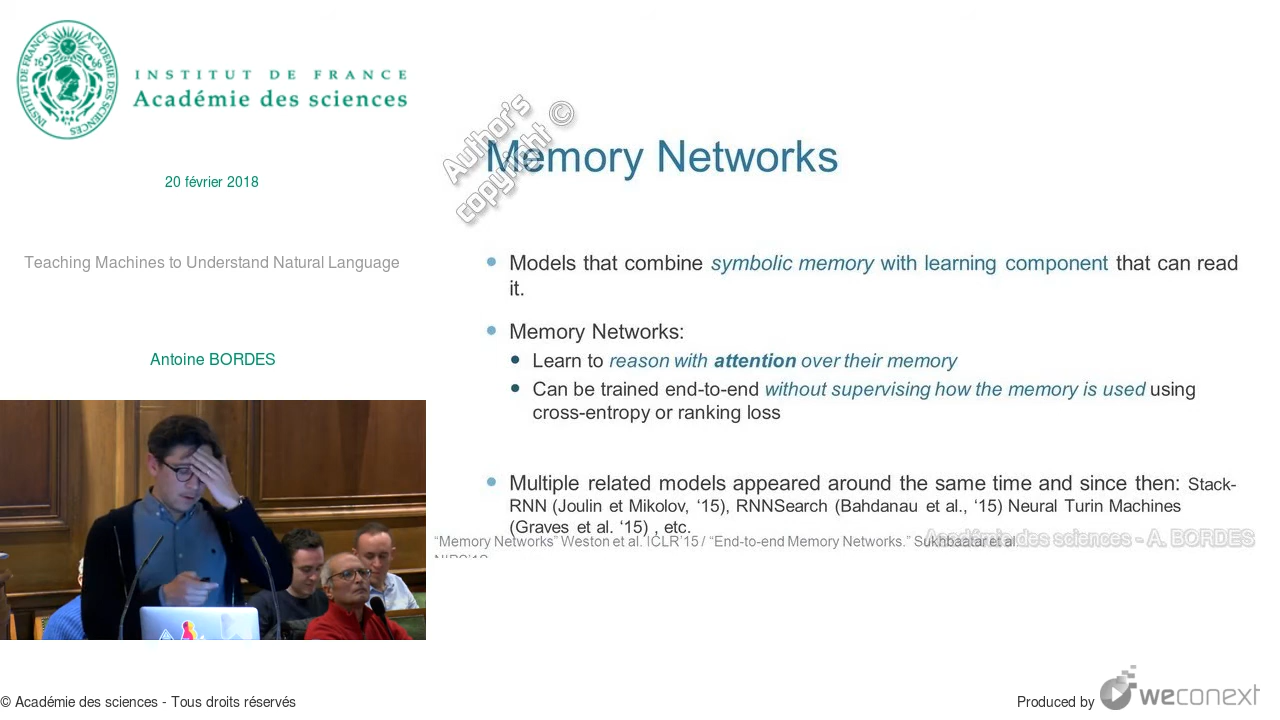 INSTITUT DE FRANCE
Académie des sciences
20 février 2018
Teaching Machines to Understand Natural Language
Antoine BORDES
Author's
copyright ©
Memory Networks
Models that combine symbolic memory with learning component that can read
it.
Memory Networks:
Learn to reason with attention over their memory
Can be trained end-to-end without supervising how the memory is used using
cross-entropy or ranking loss
Multiple related models appeared around the same time and since then: Stack-
RNN (Joulin et Mikolov, ‘15), RNNSearch (Bahdanau et al., ‘15) Neural Turin Machines
(Graves et al. ‘15) , etc.
“Memory Networks” Weston et al. ICLR’15 / “End-to-end Memory Networks.” Sukhbaatar et al.
Académie des sciences - A. BORDES
© Académie des sciences - Tous droits réservés
Produced by weconext